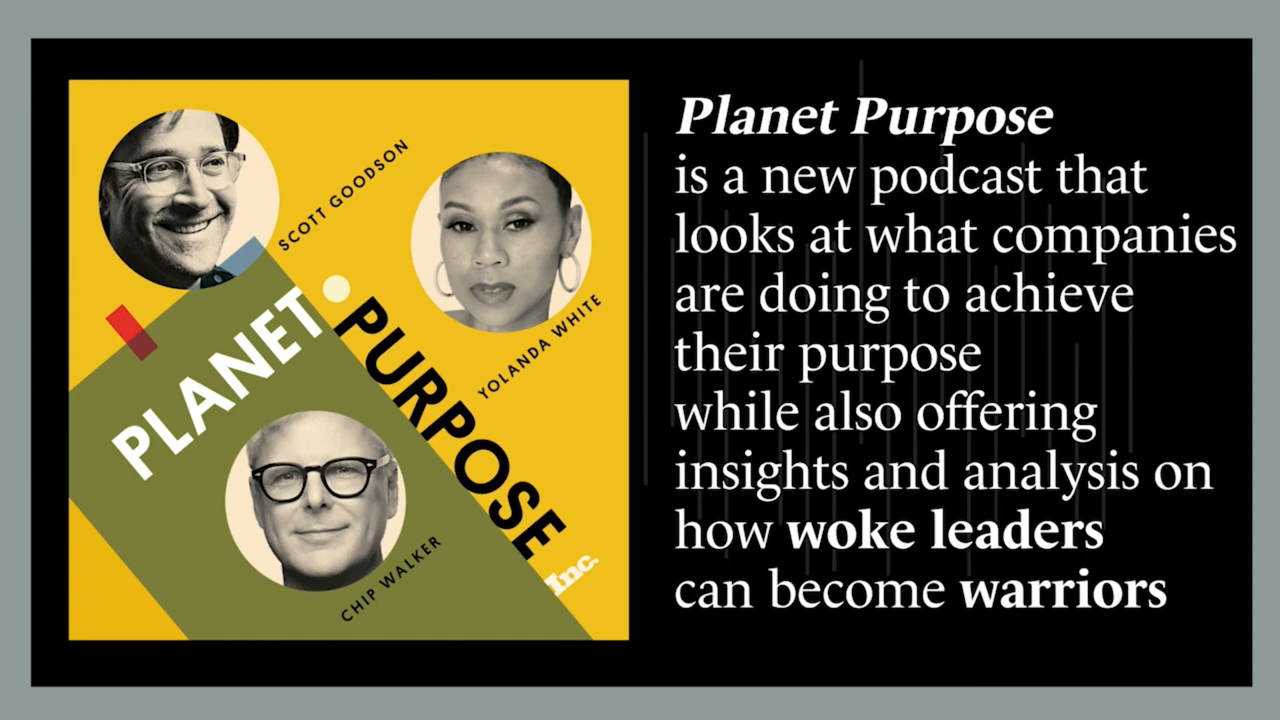 SCOTT GOODSON
YOLANDA WHITE
PLANET
PURPOSE
CHIP WALKER
Inc.
Planet Purpose
is a new podcast that
looks at what companies
are doing to achieve
their purpose
while also offering
insights and analysis on
how woke leaders
can become warriors